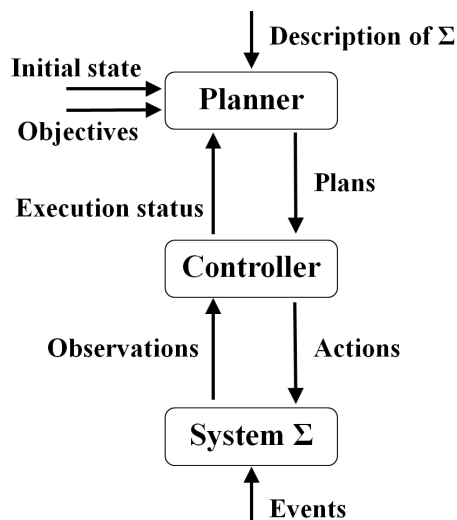 Description of Σ
Initial state
Planner
Objectives
Plans
Execution status
Controller
Observations
Actions
System Σ
Events